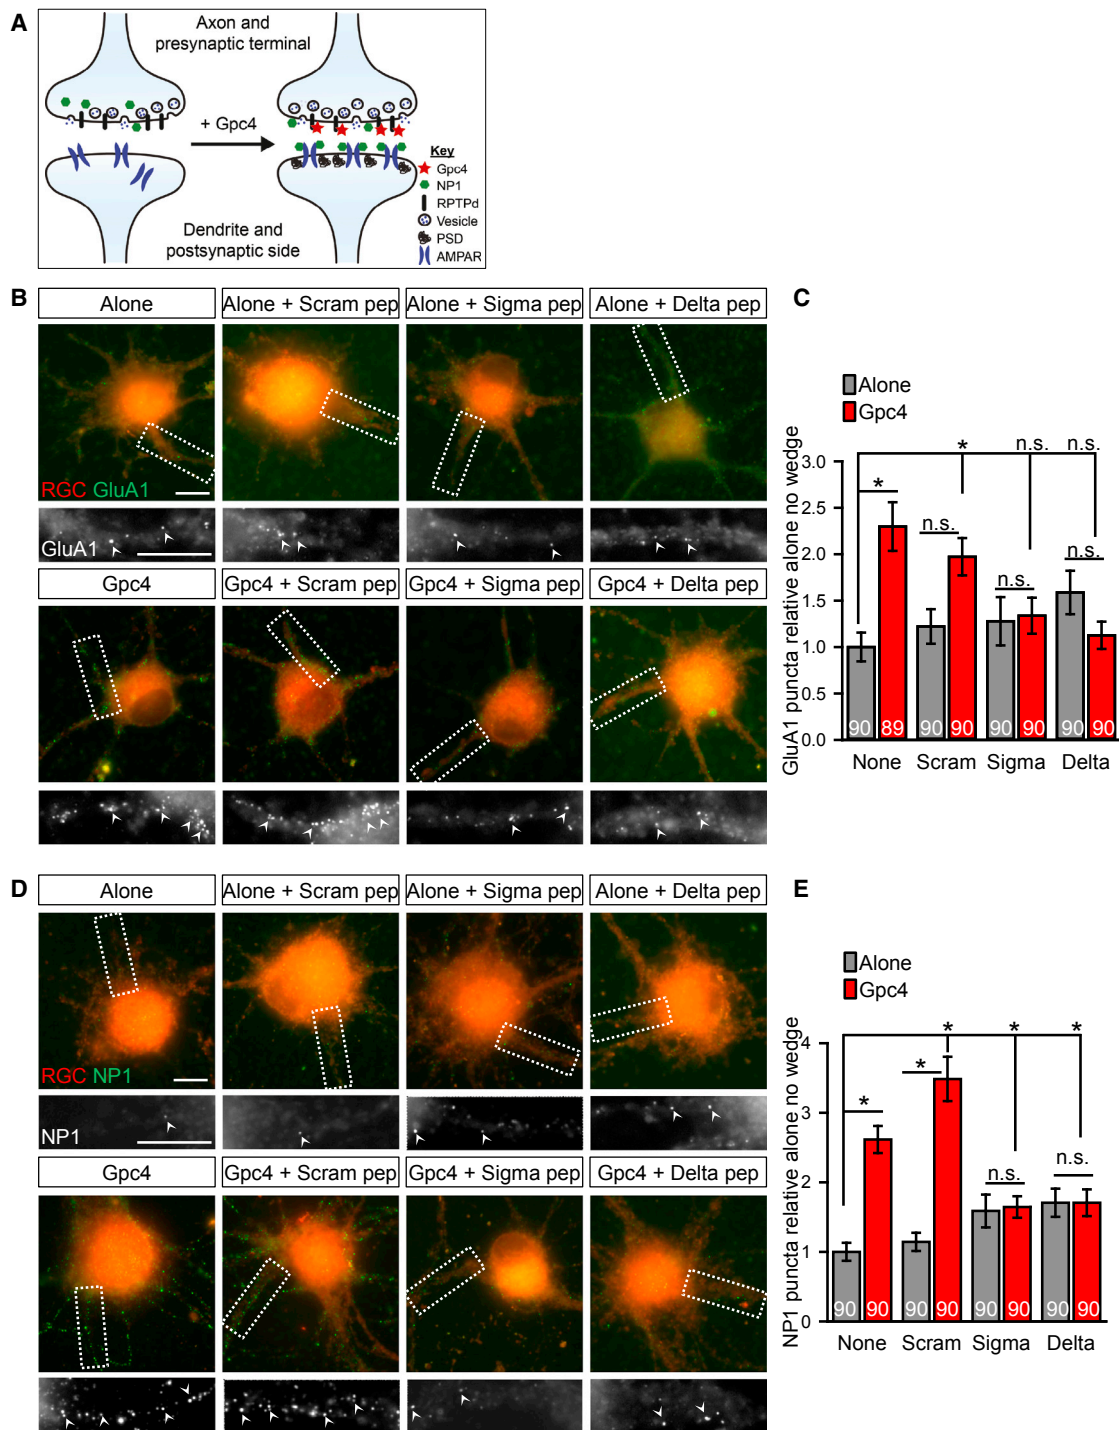 A
Axon and
presynaptic terminal
+ Gpc4
Key
Gpc4
NP1
RPTPd
Vesicle
PSD
AMPAR
Dendrite and
postsynaptic side
B
Alone
Alone + Scram pep
Alone + Sigma pep
Alone + Delta pep
RGC GluA1
GluA1
Gpc4
Gpc4 + Scram pep
Gpc4 + Sigma pep
Gpc4 + Delta pep
C
Alone
Gpc4
GluA1 puncta relative alone no wedge
3.0
2.5
2.0
1.5
1.0
0.5
0.0
* n.s. n.s.
* n.s. n.s. n.s.
90 89 90 90 90 90 90 90
None Scram Sigma Delta
D
Alone
Alone + Scram pep
Alone + Sigma pep
Alone + Delta pep
RGC NP1
NP1
Gpc4
Gpc4 + Scram pep
Gpc4 + Sigma pep
Gpc4 + Delta pep
E
Alone
Gpc4
NP1 puncta relative alone no wedge
4
3
2
1
0
* * *
* * n.s. n.s.
90 90 90 90 90 90 90 90
None Scram Sigma Delta